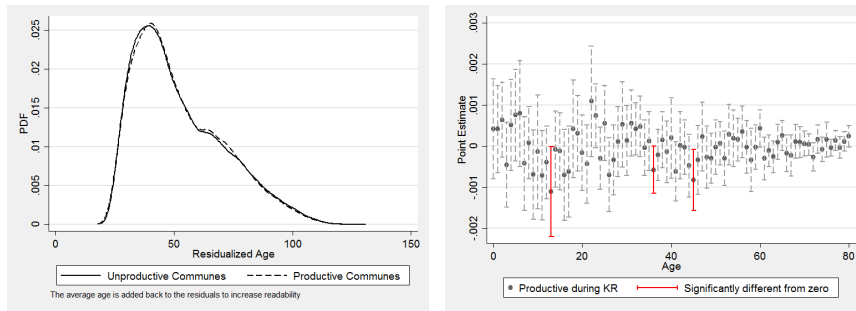 .025
.02
.015
.01
.005
0
PDF
0 50 100 150
Residualized Age
Unproductive Communes Productive Communes
The average age is added back to the residuals to increase readability
.003
.002
.001
0
-.001
-.002
Point Estimate
0 20 40 60 80
Age
Productive during KR Significantly different from zero